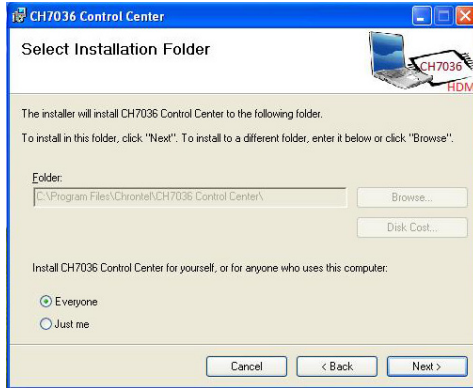 CH7036 Control Center
Select Installation Folder
CH7036
HDM
The installer will install CH7036 Control Center to the following folder.
To install in this folder, click "Next". To install to a different folder, enter it below or click "Browse".
Folder:
C:\Program Files\Chrontel\CH7036 Control Center\
Browse...
Disk Cost...
Install CH7036 Control Center for yourself, or for anyone who uses this computer:
Everyone
Just me
Cancel
< Back
Next >